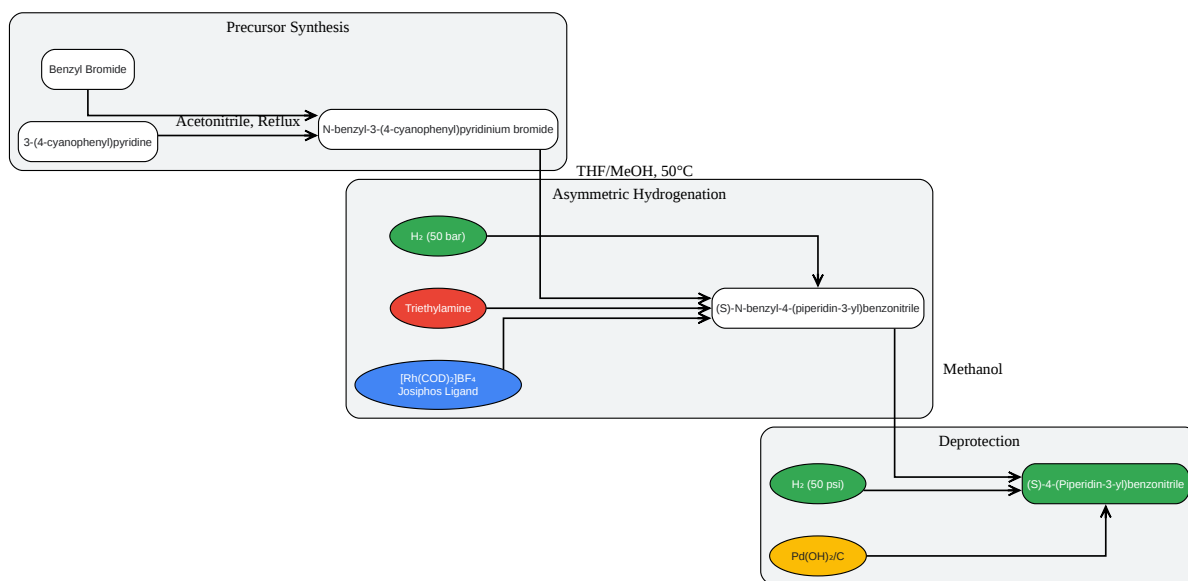 Precursor Synthesis
Benzyl Bromide
Acetonitrile, Reflux
3-(4-cyanophenyl)pyridine
N-benzyl-3-(4-cyanophenyl)pyridinium bromide
THF/MeOH, 50°C
Asymmetric Hydrogenation
H₂ (50 bar)
Triethylamine
(S)-N-benzyl-4-(piperidin-3-yl)benzonitrile
[Rh(COD)₂]BF₄
Josiphos Ligand
Methanol
Deprotection
H₂ (50 psi)
(S)-4-(Piperidin-3-yl)benzonitrile
Pd(OH)₂/C